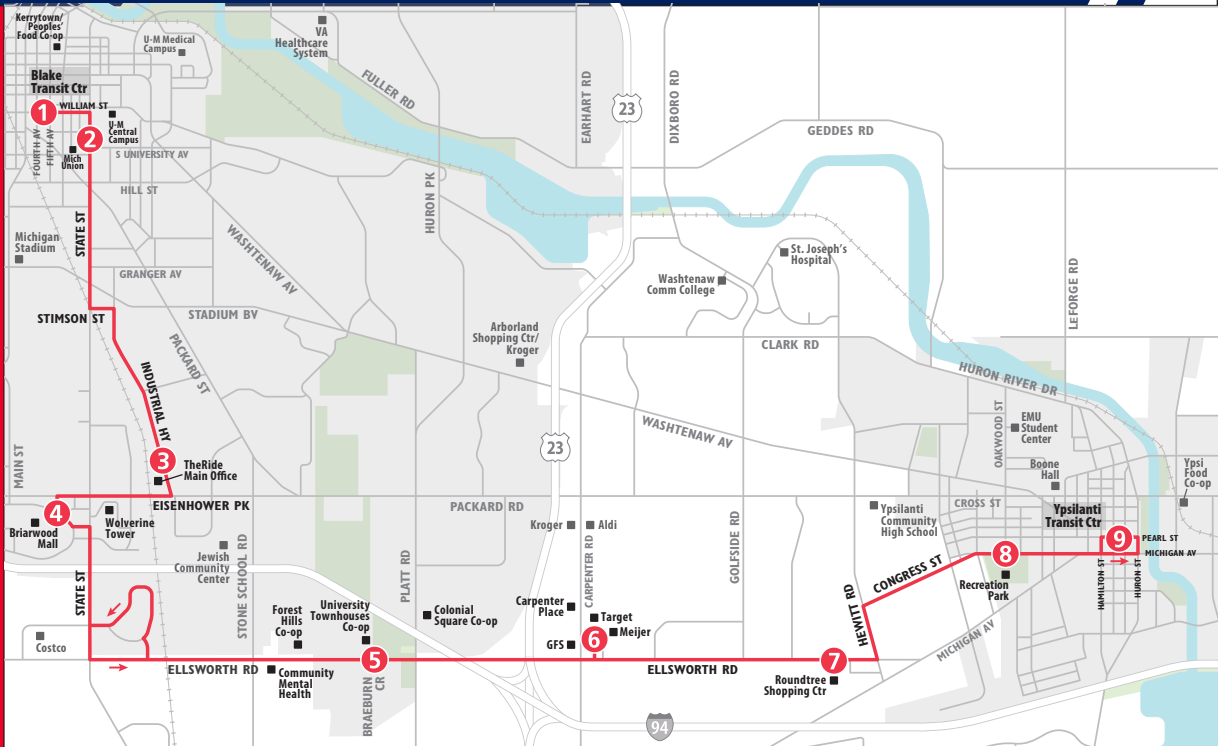 Kerrytown/
Peoples'
Food Co-op
U-M Medical
Campus
VA
Healthcare
System
FULLER RD
EARHART RD
23
DIXBORO RD
GEDDES RD
Blake
Transit Ctr
1
WILLIAM ST
2
U-M
Central
Campus
FOURTH AV
FIFTH AV
Mich
Union
S UNIVERSITY AV
HILL ST
STATE ST
HURON PK
WASHTENAW AV
Michigan
Stadium
GRANGER AV
STIMSON ST
STADIUM BV
PACKARD ST
Washtenaw
Comm College
St. Joseph's
Hospital
LeFORGE RD
Arborland
Shopping Ctr/
Kroger
CLARK RD
HURON RIVER DR
INDUSTRIAL HY
MAIN ST
23
WASHTENAW AV
OAKWOOD ST
EMU
Student
Center
Boone
Hall
Ypsi
Food
Co-op
3
TheRide
Main Office
EISENHOWER PK
4
Briarwood
Mall
Wolverine
Tower
PACKARD RD
Kroger
Aldi
GOLFSIDE RD
Ypsilanti
Community
High School
CROSS ST
Ypsilanti
Transit Ctr
9
PEARL ST
MICHIGAN AV
Jewish
Community
Center
STONE SCHOOL RD
PLATT RD
CARPENTER RD
CONGRESS ST
8
Recreation
Park
HAMILTON ST
HURON ST
STATE ST
Forest
Hills
Co-op
University
Townhouses
Co-op
Colonial
Square Co-op
Carpenter
Place
Target
Meijer
GFS
6
HEWITT RD
MICHIGAN AV
Costco
ELLSWORTH RD
Community
Mental
Health
5
BRAEBURN
CR
ELLSWORTH RD
7
Roundtree
Shopping Ctr
94